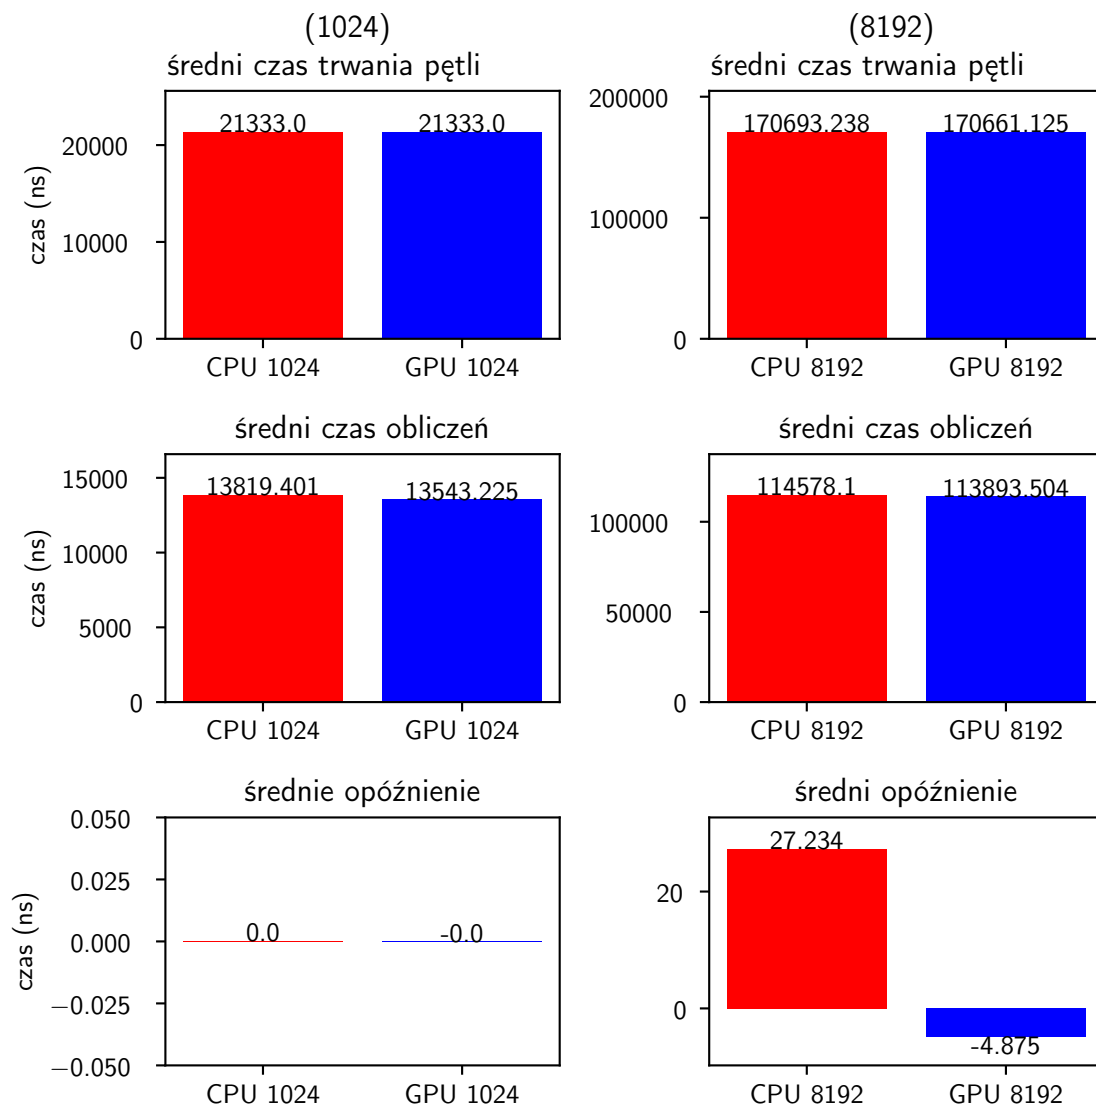 (1024)
średni czas trwania pętli
czas (ns)
20000
10000
0
21333.0
21333.0
CPU 1024
GPU 1024
(8192)
średni czas trwania pętli
200000
100000
0
170693.238
170661.125
CPU 8192
GPU 8192
średni czas obliczeń
czas (ns)
15000
10000
5000
0
13819.401
13543.225
CPU 1024
GPU 1024
średni czas obliczeń
100000
50000
0
114578.1
113893.504
CPU 8192
GPU 8192
średnie opóźnienie
czas (ns)
0.050
0.025
0.000
−0.025
−0.050
0.0
-0.0
CPU 1024
GPU 1024
średni opóźnienie
20
0
27.234
-4.875
CPU 8192
GPU 8192